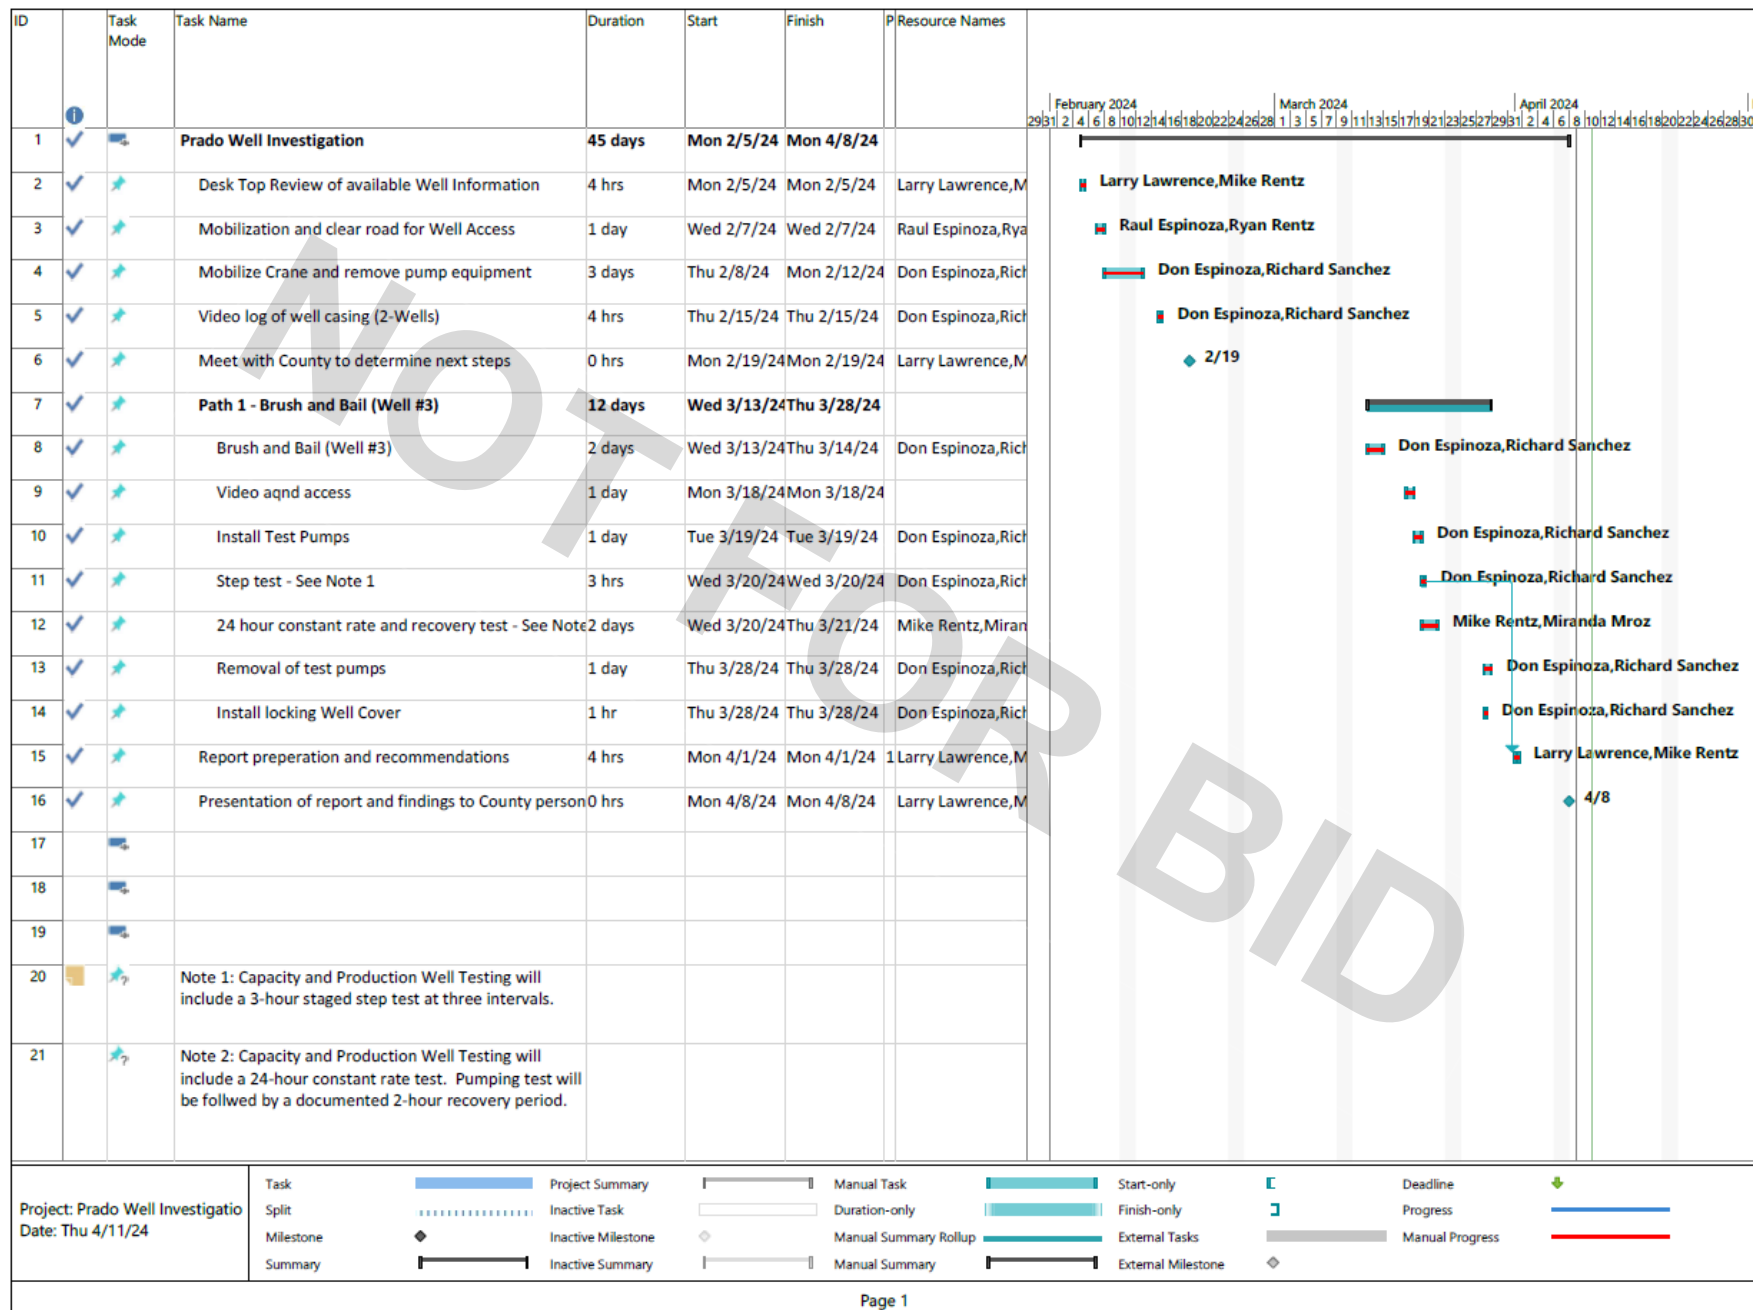 ID Task Mode Task Name Duration Start Finish P Resource Names
February 2024 March 2024 April 2024
29 31 2 4 6 8 10 12 14 16 18 20 22 24 26 28 1 3 5 7 9 11 13 15 17 19 21 23 25 27 29 31 2 4 6 8 10 12 14 16 18 20 22 24 26 28 30
1 Prado Well Investigation 45 days Mon 2/5/24 Mon 4/8/24
2 Desk Top Review of available Well Information 4 hrs Mon 2/5/24 Mon 2/5/24 Larry Lawrence,M Larry Lawrence,Mike Rentz
3 Mobilization and clear road for Well Access 1 day Wed 2/7/24 Wed 2/7/24 Raul Espinoza,Rya Raul Espinoza,Ryan Rentz
4 Mobilize Crane and remove pump equipment 3 days Thu 2/8/24 Mon 2/12/24 Don Espinoza,Rich Don Espinoza,Richard Sanchez
5 Video log of well casing (2-Wells) 4 hrs Thu 2/15/24 Thu 2/15/24 Don Espinoza,Rich Don Espinoza,Richard Sanchez
6 Meet with County to determine next steps 0 hrs Mon 2/19/24 Mon 2/19/24 Larry Lawrence,M 2/19
7 Path 1 - Brush and Bail (Well #3) 12 days Wed 3/13/24 Thu 3/28/24
8 Brush and Bail (Well #3) 2 days Wed 3/13/24 Thu 3/14/24 Don Espinoza,Rich Don Espinoza,Richard Sanchez
9 Video aqnd access 1 day Mon 3/18/24 Mon 3/18/24
10 Install Test Pumps 1 day Tue 3/19/24 Tue 3/19/24 Don Espinoza,Rich Don Espinoza,Richard Sanchez
11 Step test - See Note 1 3 hrs Wed 3/20/24 Wed 3/20/24 Don Espinoza,Rich Don Espinoza,Richard Sanchez
12 24 hour constant rate and recovery test - See Note 2 days Wed 3/20/24 Thu 3/21/24 Mike Rentz,Miran Mike Rentz,Miranda Mroz
13 Removal of test pumps 1 day Thu 3/28/24 Thu 3/28/24 Don Espinoza,Rich Don Espinoza,Richard Sanchez
14 Install locking Well Cover 1 hr Thu 3/28/24 Thu 3/28/24 Don Espinoza,Rich Don Espinoza,Richard Sanchez
15 Report preperation and recommendations 4 hrs Mon 4/1/24 Mon 4/1/24 1 Larry Lawrence,M Larry Lawrence,Mike Rentz
16 Presentation of report and findings to County person 0 hrs Mon 4/8/24 Mon 4/8/24 Larry Lawrence,M 4/8
17
18
19
20 Note 1: Capacity and Production Well Testing will
include a 3-hour staged step test at three intervals.
21 Note 2: Capacity and Production Well Testing will
include a 24-hour constant rate test. Pumping test will
be follwed by a documented 2-hour recovery period.
NOT FOR BID
Project: Prado Well Investigatio
Date: Thu 4/11/24
Task Project Summary Manual Task Start-only Deadline
Split Inactive Task Duration-only Finish-only Progress
Milestone Inactive Milestone Manual Summary Rollup External Tasks Manual Progress
Summary Inactive Summary Manual Summary External Milestone
Page 1